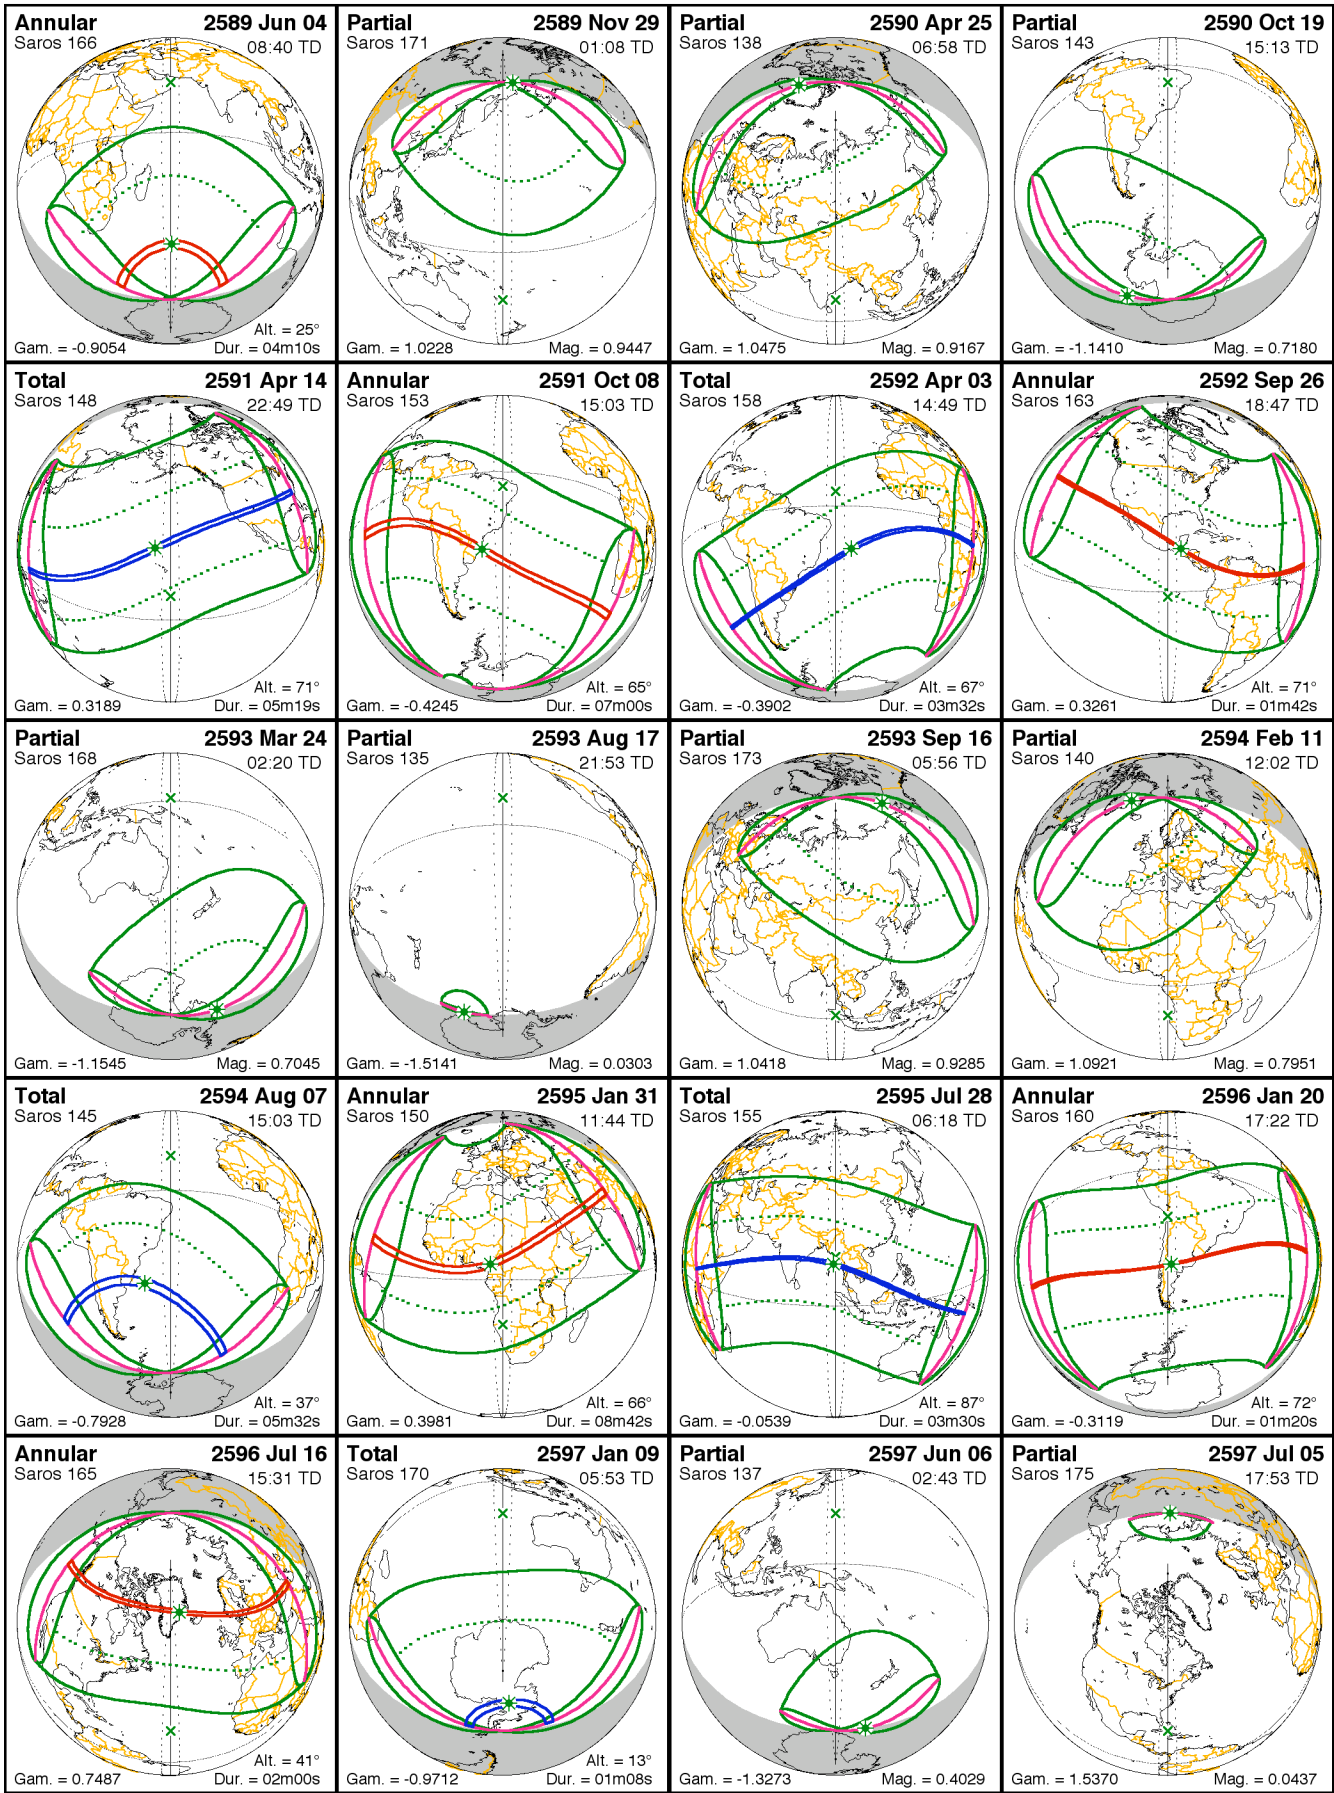 Annular 2589 Jun 04
Saros 166 08:40 TD
Alt. = 25°
Gam. = -0.9054 Dur. = 04m10s
Partial 2589 Nov 29
Saros 171 01:08 TD
Gam. = 1.0228 Mag. = 0.9447
Partial 2590 Apr 25
Saros 138 06:58 TD
Gam. = 1.0475 Mag. = 0.9167
Partial 2590 Oct 19
Saros 143 15:13 TD
Gam. = -1.1410 Mag. = 0.7180
Total 2591 Apr 14
Saros 148 22:49 TD
Alt. = 71°
Gam. = 0.3189 Dur. = 05m19s
Annular 2591 Oct 08
Saros 153 15:03 TD
Alt. = 65°
Gam. = -0.4245 Dur. = 07m00s
Total 2592 Apr 03
Saros 158 14:49 TD
Alt. = 67°
Gam. = -0.3902 Dur. = 03m32s
Annular 2592 Sep 26
Saros 163 18:47 TD
Alt. = 71°
Gam. = 0.3261 Dur. = 01m42s
Partial 2593 Mar 24
Saros 168 02:20 TD
Gam. = -1.1545 Mag. = 0.7045
Partial 2593 Aug 17
Saros 135 21:53 TD
Gam. = -1.5141 Mag. = 0.0303
Partial 2593 Sep 16
Saros 173 05:56 TD
Gam. = 1.0418 Mag. = 0.9285
Partial 2594 Feb 11
Saros 140 12:02 TD
Gam. = 1.0921 Mag. = 0.7951
Total 2594 Aug 07
Saros 145 15:03 TD
Alt. = 37°
Gam. = -0.7928 Dur. = 05m32s
Annular 2595 Jan 31
Saros 150 11:44 TD
Alt. = 66°
Gam. = 0.3981 Dur. = 08m42s
Total 2595 Jul 28
Saros 155 06:18 TD
Alt. = 87°
Gam. = -0.0539 Dur. = 03m30s
Annular 2596 Jan 20
Saros 160 17:22 TD
Alt. = 72°
Gam. = -0.3119 Dur. = 01m20s
Annular 2596 Jul 16
Saros 165 15:31 TD
Alt. = 41°
Gam. = 0.7487 Dur. = 02m00s
Total 2597 Jan 09
Saros 170 05:53 TD
Alt. = 13°
Gam. = -0.9712 Dur. = 01m08s
Partial 2597 Jun 06
Saros 137 02:43 TD
Gam. = -1.3273 Mag. = 0.4029
Partial 2597 Jul 05
Saros 175 17:53 TD
Gam. = 1.5370 Mag. = 0.0437